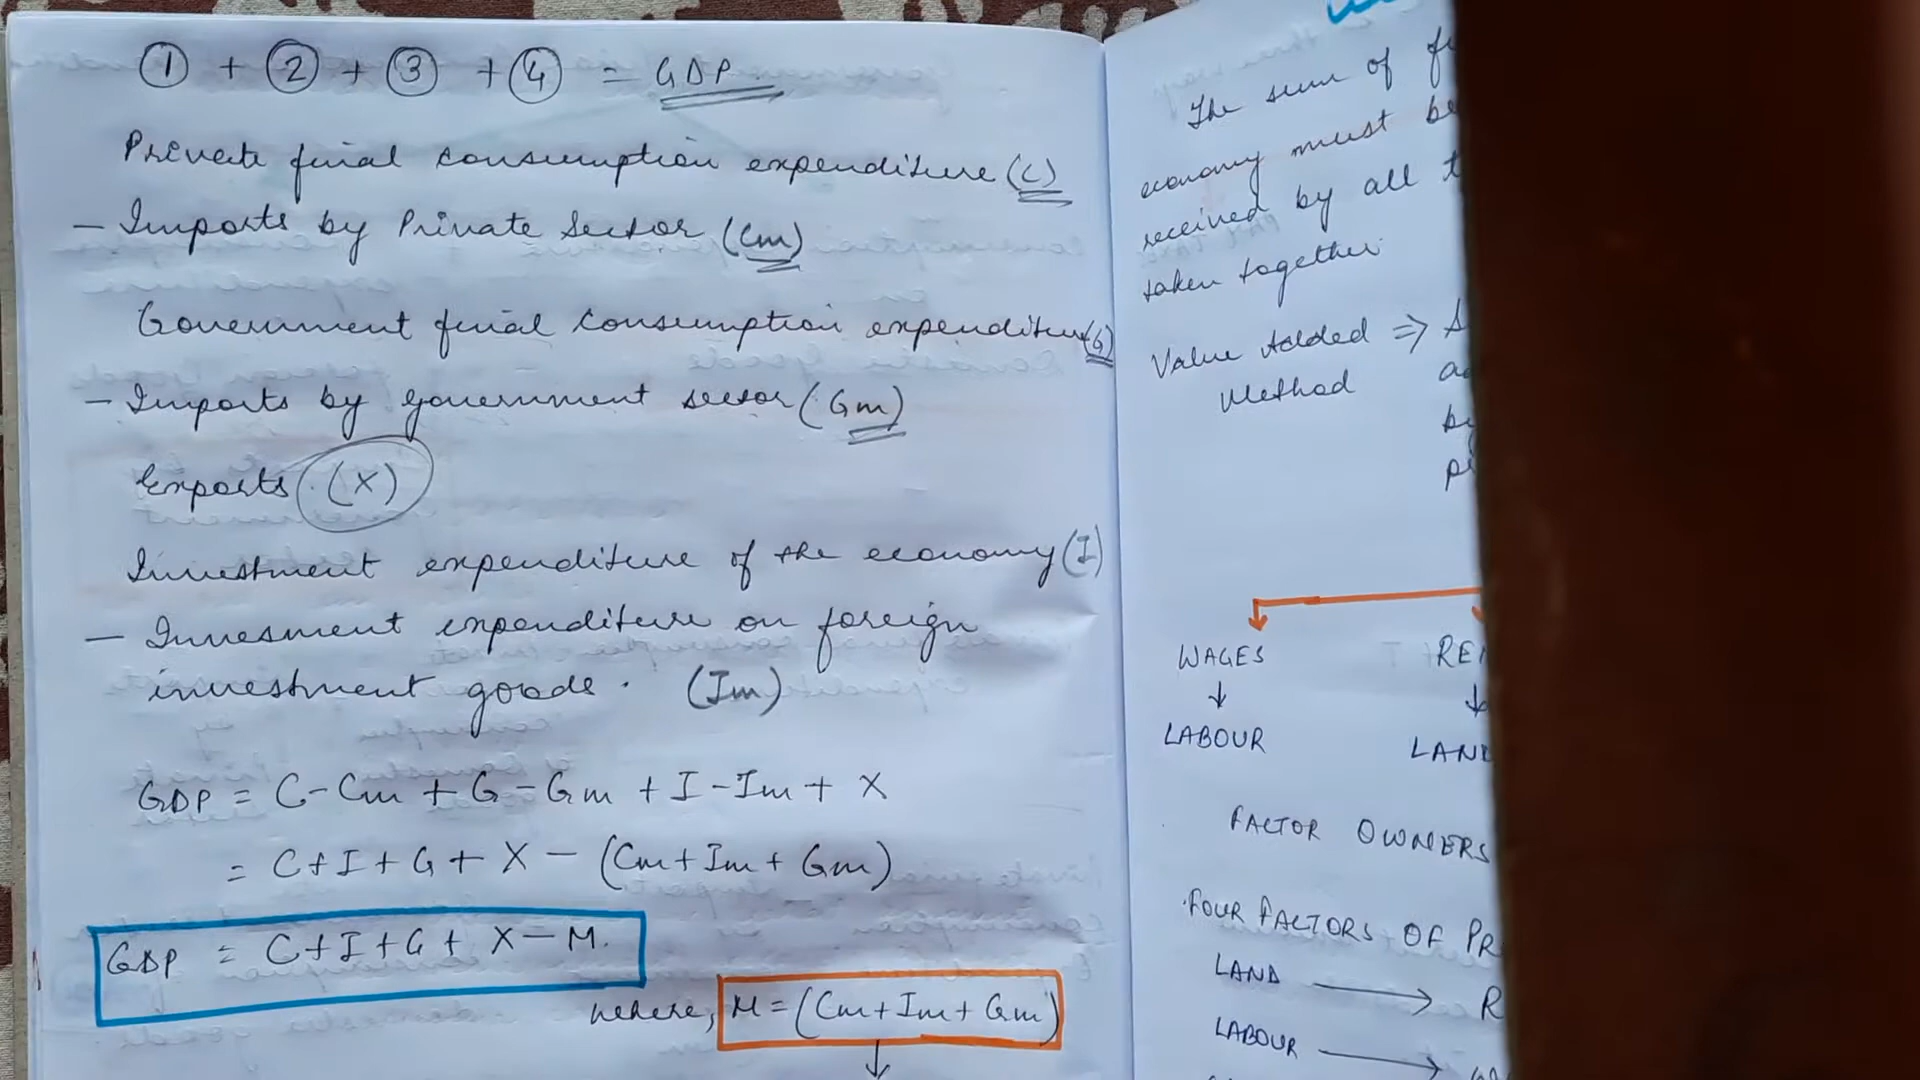 ① + ② + ③ + ④ = GDP.
Private final consumption expenditure (C)
- Imports by Private Sector (Cm)
Government final consumption expenditure (G)
- Imports by government sector (Gm)
Exports (X)
Investment expenditure of the economy (I)
- Invesment expenditure on foreign
investment goods. (Im)
GDP = C-Cm + G-Gm + I-Im + X
= C+I+G+X - (Cm+Im+Gm)
GDP = C+I+G+ X-M.
where, M = (Cm+Im+Gm)
↓
The sum of
economy must be
received by all
taken together
Value Added ⇒
Method
WAGES
↓
LABOUR
↓
FACTOR OWNERS
FOUR FACTORS OF
LAND → R
LABOUR →